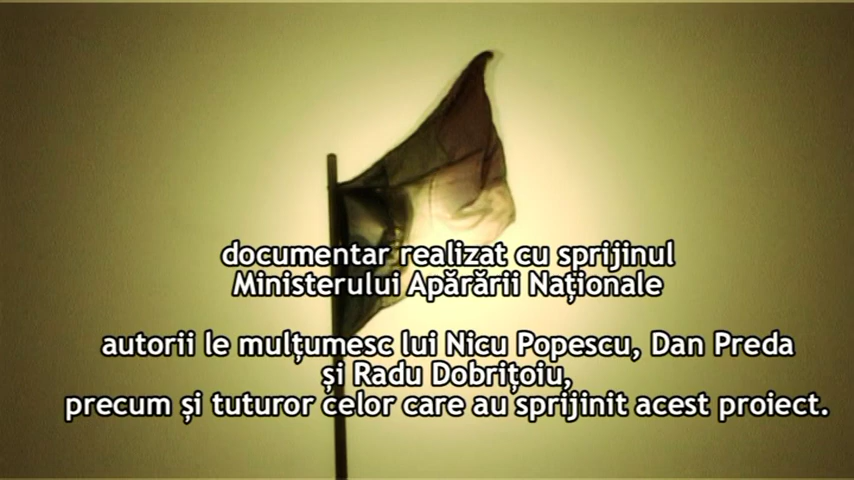 documentar realizat cu sprijinul
Ministerului Apărării Naționale
autorii le mulțumesc lui Nicu Popescu, Dan Preda
și Radu Dobrițoiu,
precum și tuturor celor care au sprijinit acest proiect.